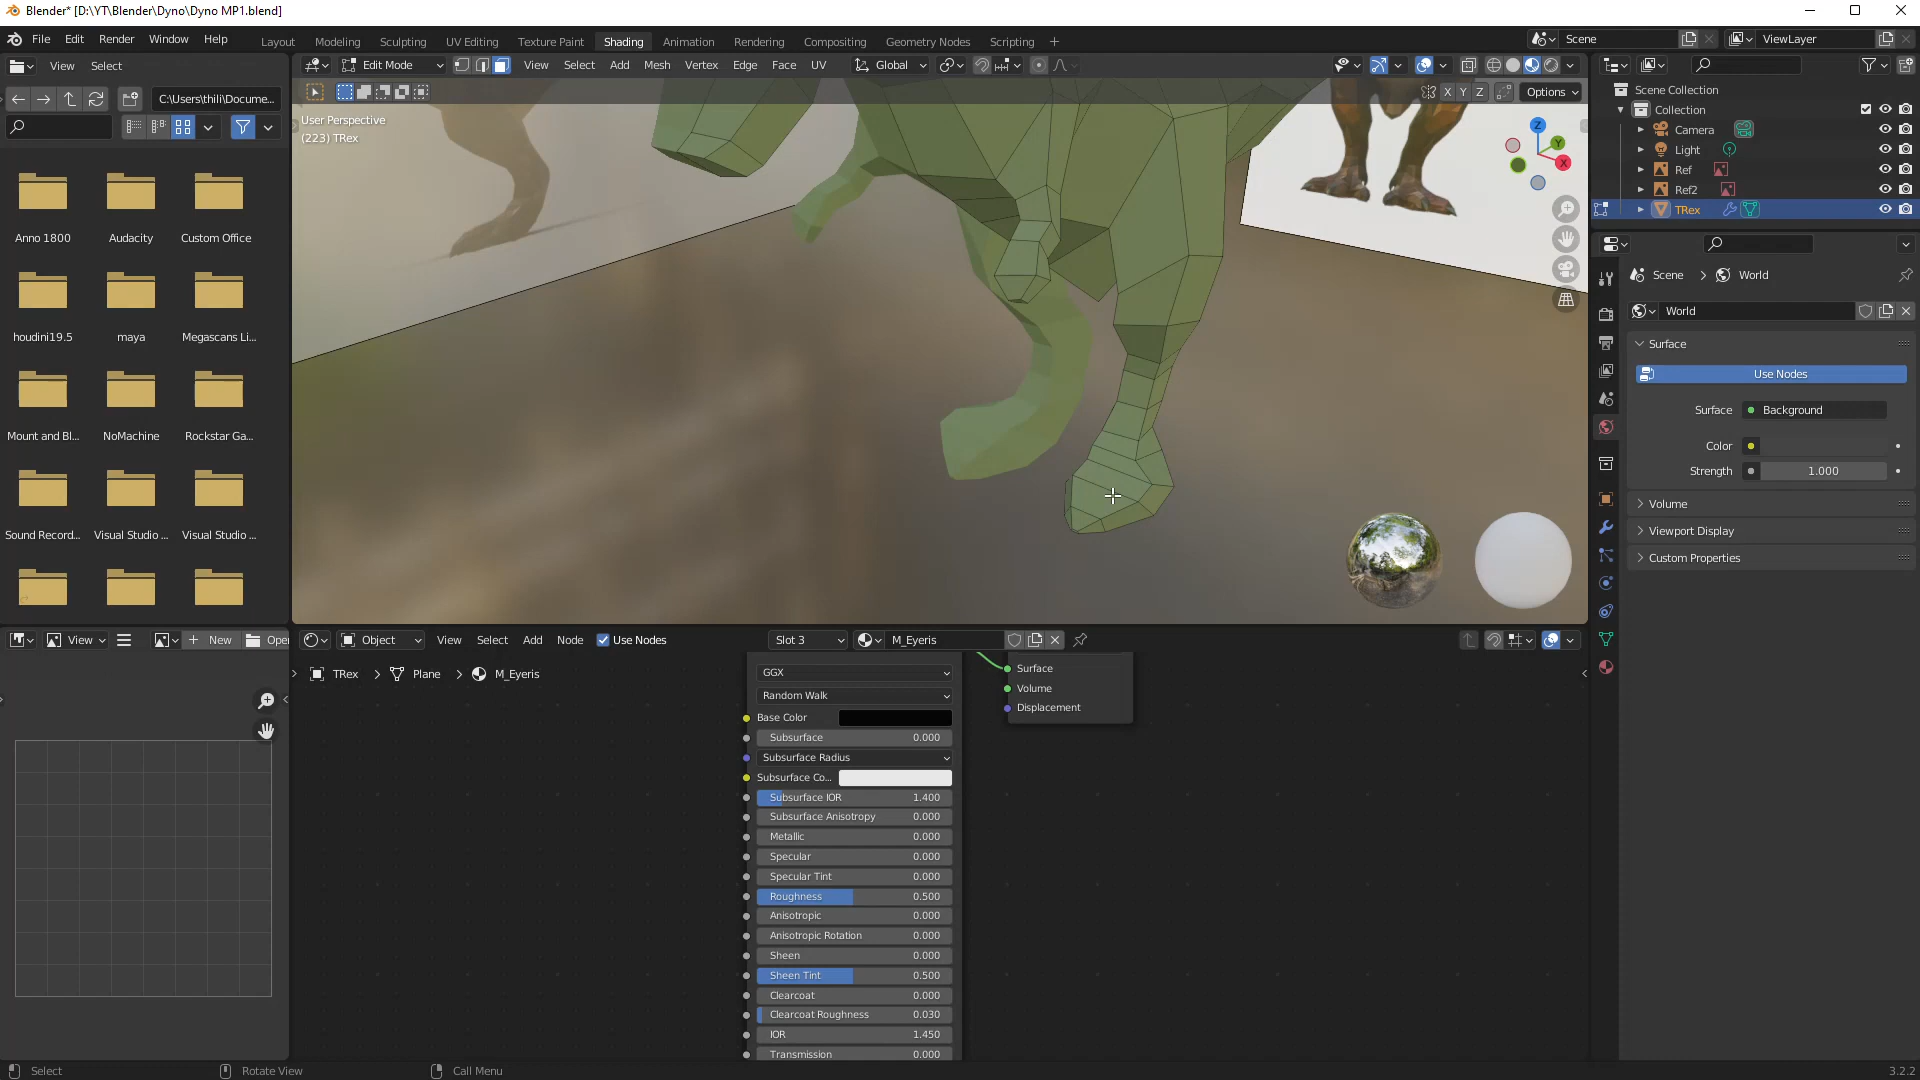 Blender* [D:\YT\Blender\Dyno\Dyno MP1.blend]
File Edit Render Window Help
Layout Modeling Sculpting UV Editing Texture Paint Shading Animation Rendering Compositing Geometry Nodes Scripting
Scene
ViewLayer
View Select
Edit Mode
View Select Add Mesh Vertex Edge Face UV
Global
C:\Users\thili\Docume...
X Y Z Options
User Perspective
(223) TRex
Z
Y
X
Anno 1800 Audacity Custom Office
houdini19.5 maya Megascans Li...
Mount and Bl... NoMachine Rockstar Ga...
Sound Record... Visual Studio ... Visual Studio ...
Scene Collection
Collection
Camera
Light
Ref
Ref2
TRex
Scene > World
World
Surface
Use Nodes
Surface Background
Color
Strength 1.000
Volume
Viewport Display
Custom Properties
View
New
Oper
Object View Select Add Node Use Nodes
Slot 3
M_Eyeris
TRex > Plane > M_Eyeris
GGX
Random Walk
Base Color
Subsurface 0.000
Subsurface Radius
Subsurface Co...
Subsurface IOR 1.400
Subsurface Anisotropy 0.000
Metallic 0.000
Specular 0.000
Specular Tint 0.000
Roughness 0.500
Anisotropic 0.000
Anisotropic Rotation 0.000
Sheen 0.000
Sheen Tint 0.500
Clearcoat 0.000
Clearcoat Roughness 0.030
IOR 1.450
Transmission 0.000
Surface
Volume
Displacement
Select
Rotate View
Call Menu
3.2.2